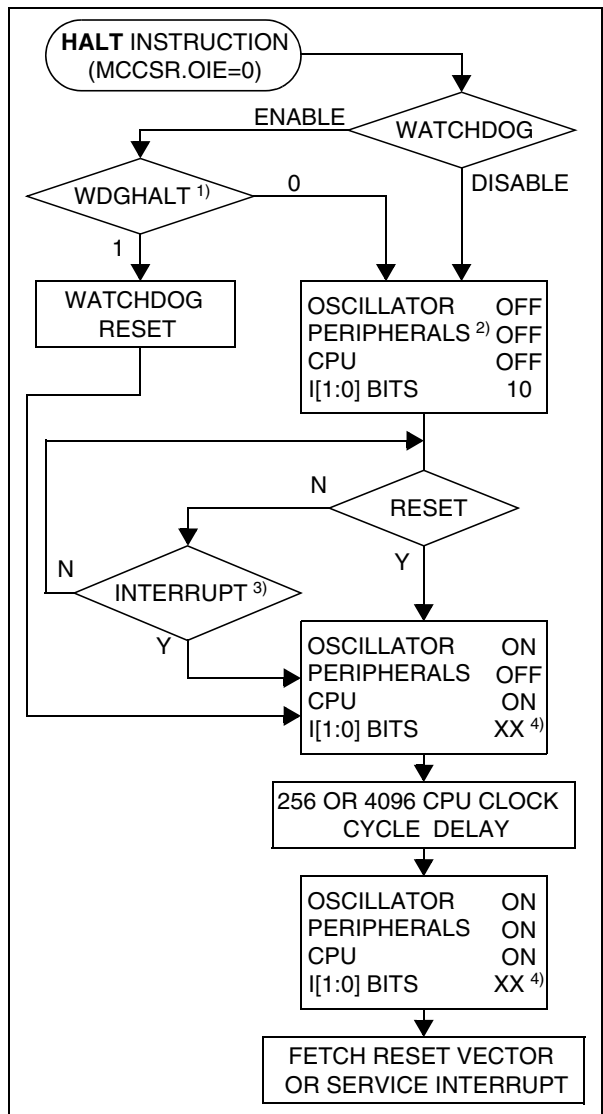 HALT INSTRUCTION
(MCCSR.OIE=0)
ENABLE
WATCHDOG
WDGHALT 1)
0
DISABLE
1
WATCHDOG
RESET
OSCILLATOR OFF
PERIPHERALS 2) OFF
CPU OFF
I[1:0] BITS 10
N
RESET
Y
N
INTERRUPT 3)
Y
OSCILLATOR ON
PERIPHERALS OFF
CPU ON
I[1:0] BITS XX 4)
256 OR 4096 CPU CLOCK
CYCLE DELAY
OSCILLATOR ON
PERIPHERALS ON
CPU ON
I[1:0] BITS XX 4)
FETCH RESET VECTOR
OR SERVICE INTERRUPT